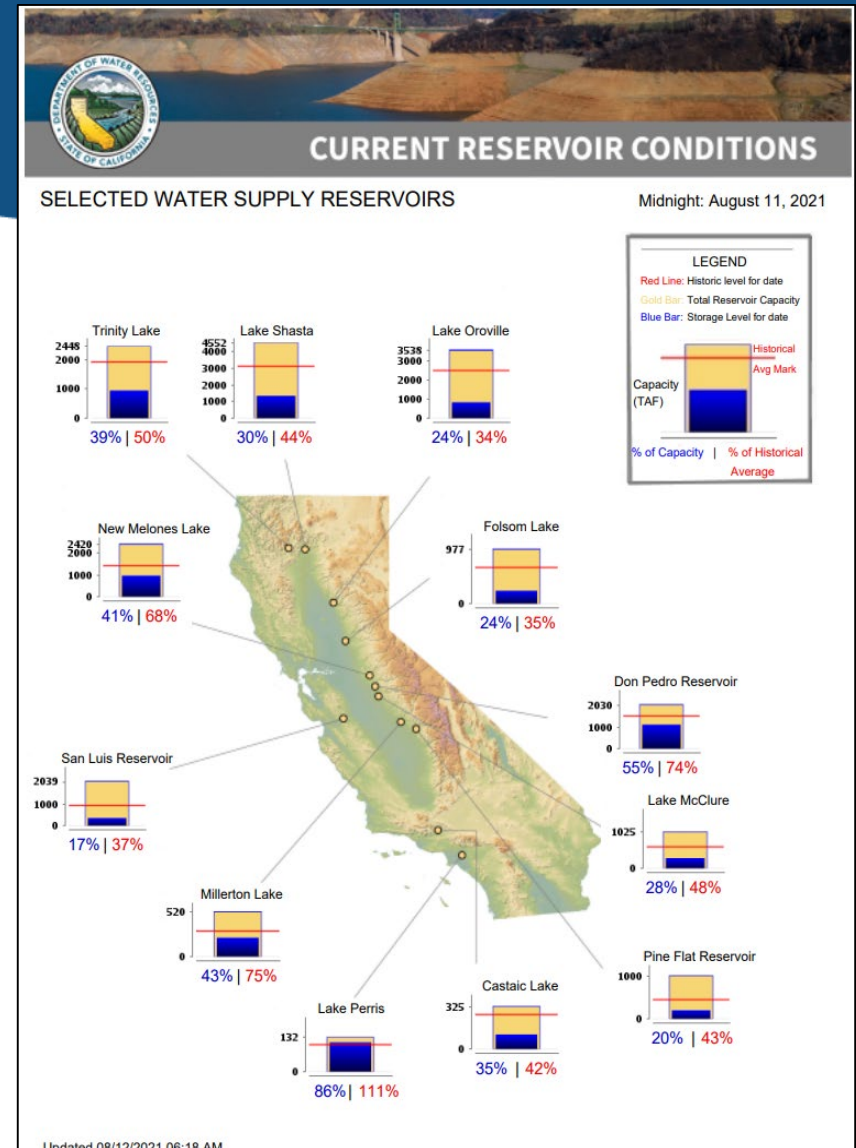 DEPARTMENT OF WATER RESOURCES
STATE OF CALIFORNIA
CURRENT RESERVOIR CONDITIONS
SELECTED WATER SUPPLY RESERVOIRS
Midnight: August 11, 2021
LEGEND
Red Line: Historic level for date
Gold Bar: Total Reservoir Capacity
Blue Bar: Storage Level for date
Historical
Avg Mark
Capacity
(TAF)
% of Capacity | % of Historical
Average
Trinity Lake
2448
2000
1000
0
39% | 50%
Lake Shasta
4552
4000
3000
2000
1000
0
30% | 44%
Lake Oroville
3538
3000
2000
1000
0
24% | 34%
New Melones Lake
2420
2000
1000
0
41% | 68%
Folsom Lake
977
0
24% | 35%
Don Pedro Reservoir
2030
1000
0
55% | 74%
San Luis Reservoir
2039
1000
0
17% | 37%
Lake McClure
1025
0
28% | 48%
Millerton Lake
520
0
43% | 75%
Pine Flat Reservoir
1000
0
20% | 43%
Lake Perris
132
0
86% | 111%
Castaic Lake
325
0
35% | 42%
Updated 08/12/2021 06:18 AM